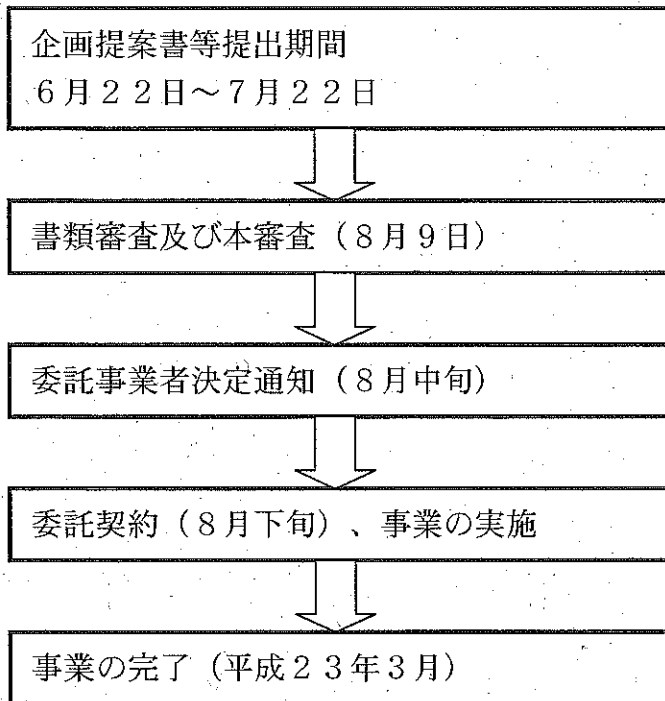 企画提案書等提出期間
６月２２日～７月２２日
書類審査及び本審査（８月９日）
委託事業者決定通知（８月中旬）
委託契約（８月下旬）、事業の実施
事業の完了（平成２３年３月）